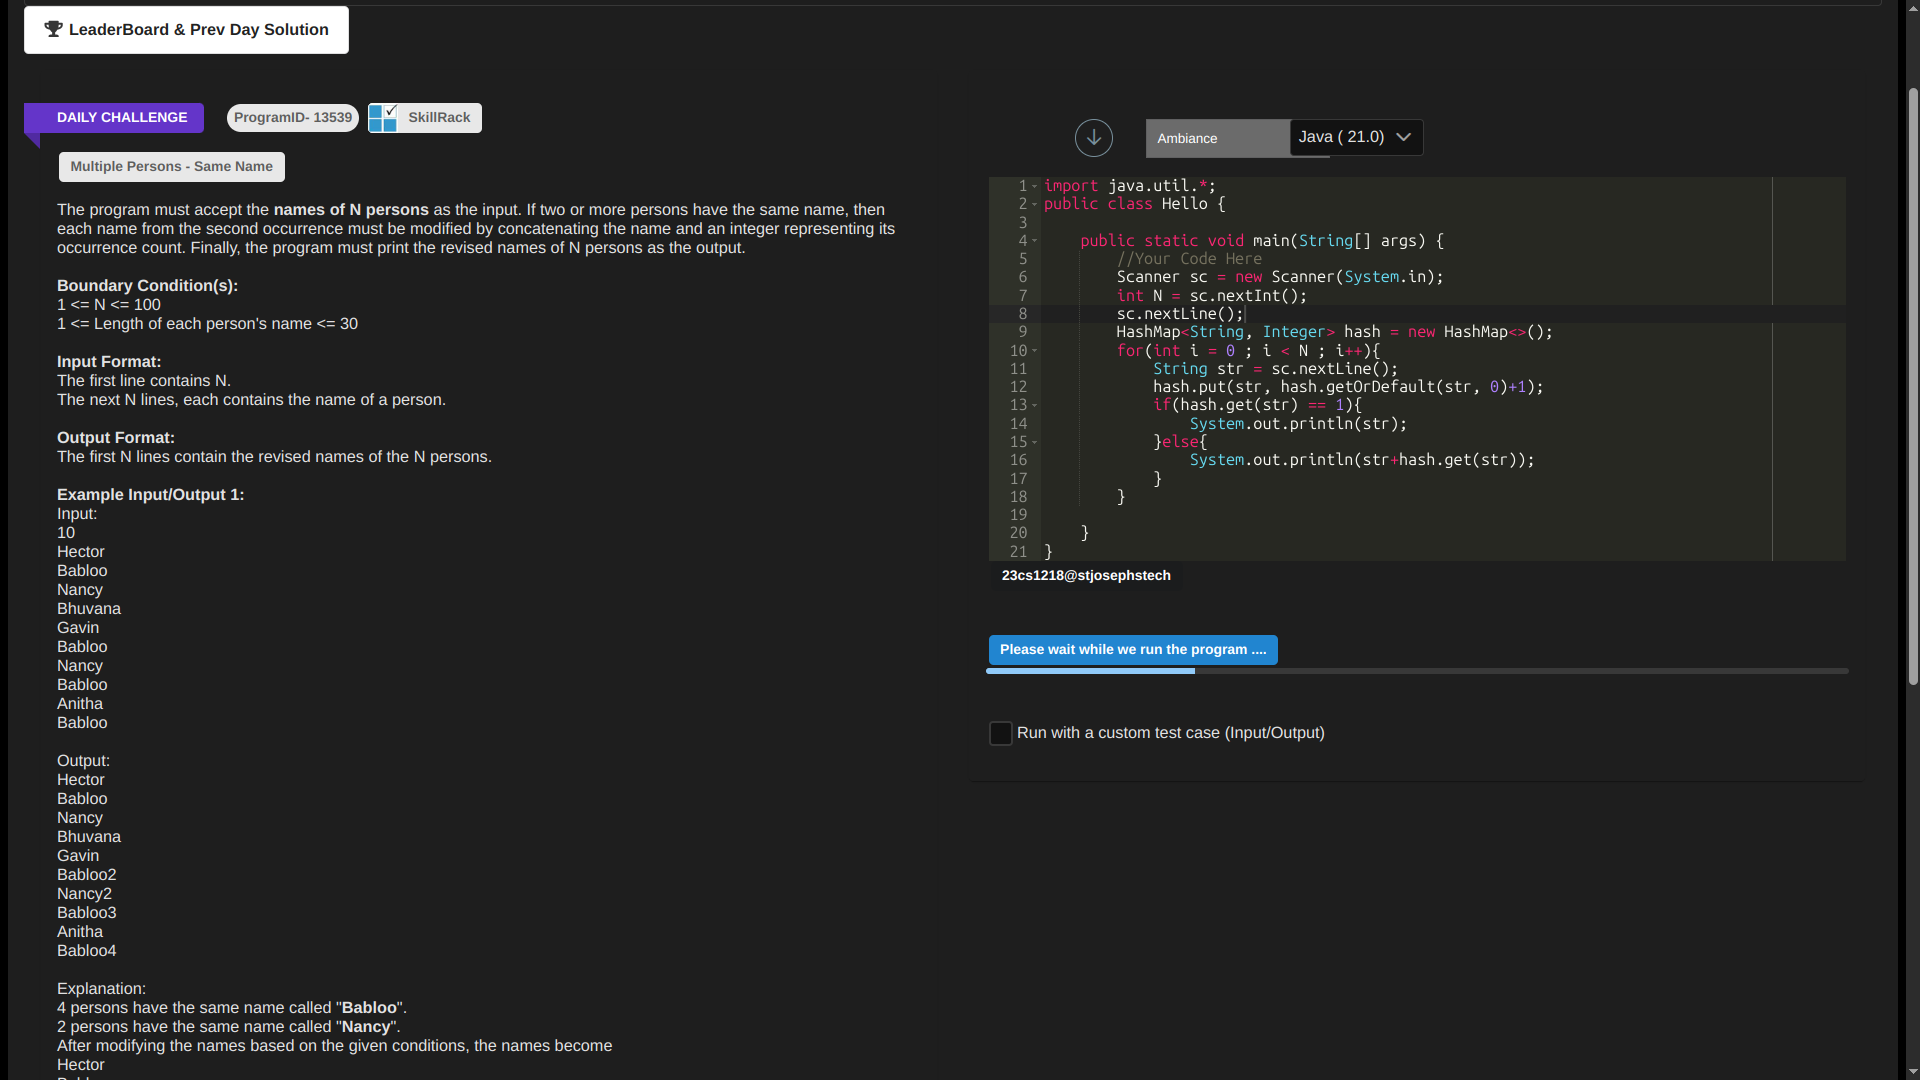 LeaderBoard & Prev Day Solution
DAILY CHALLENGE
ProgramID- 13539
SkillRack
Multiple Persons - Same Name
The program must accept the names of N persons as the input. If two or more persons have the same name, then
each name from the second occurrence must be modified by concatenating the name and an integer representing its
occurrence count. Finally, the program must print the revised names of N persons as the output.
Boundary Condition(s):
1 <= N <= 100
1 <= Length of each person's name <= 30
Input Format:
The first line contains N.
The next N lines, each contains the name of a person.
Output Format:
The first N lines contain the revised names of the N persons.
Example Input/Output 1:
Input:
10
Hector
Babloo
Nancy
Bhuvana
Gavin
Babloo
Nancy
Babloo
Anitha
Babloo
Output:
Hector
Babloo
Nancy
Bhuvana
Gavin
Babloo2
Nancy2
Babloo3
Anitha
Babloo4
Explanation:
4 persons have the same name called "Babloo".
2 persons have the same name called "Nancy".
After modifying the names based on the given conditions, the names become
Hector
Ambiance
Java ( 21.0)
1 import java.util.*;
2 public class Hello {
3
4     public static void main(String[] args) {
5         //Your Code Here
6         Scanner sc = new Scanner(System.in);
7         int N = sc.nextInt();
8         sc.nextLine();
9         HashMap<String, Integer> hash = new HashMap<>();
10         for(int i = 0 ; i < N ; i++){
11             String str = sc.nextLine();
12             hash.put(str, hash.getOrDefault(str, 0)+1);
13             if(hash.get(str) == 1){
14                 System.out.println(str);
15             }else{
16                 System.out.println(str+hash.get(str));
17             }
18         }
19
20     }
21 }
23cs1218@stjosephstech
Please wait while we run the program ....
Run with a custom test case (Input/Output)